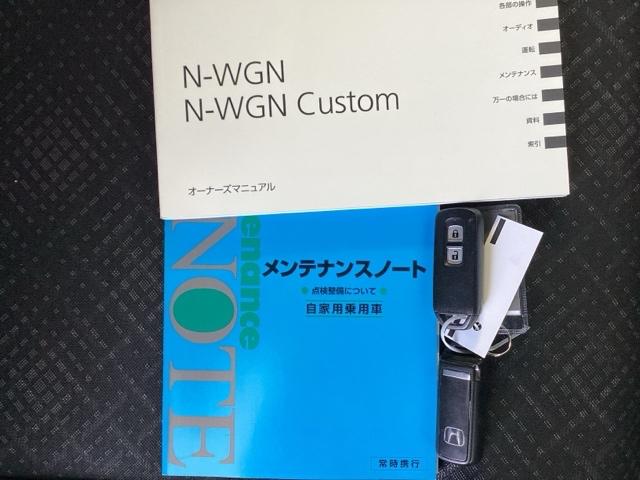 各部の操作
オーディオ
運転
メンテナンス
万一の場合には
資料
索引
N-WGN
N-WGN Custom
オーナーズマニュアル
enance
NOTE
メンテナンスノート
点検整備について
自家用乗用車
常時携行